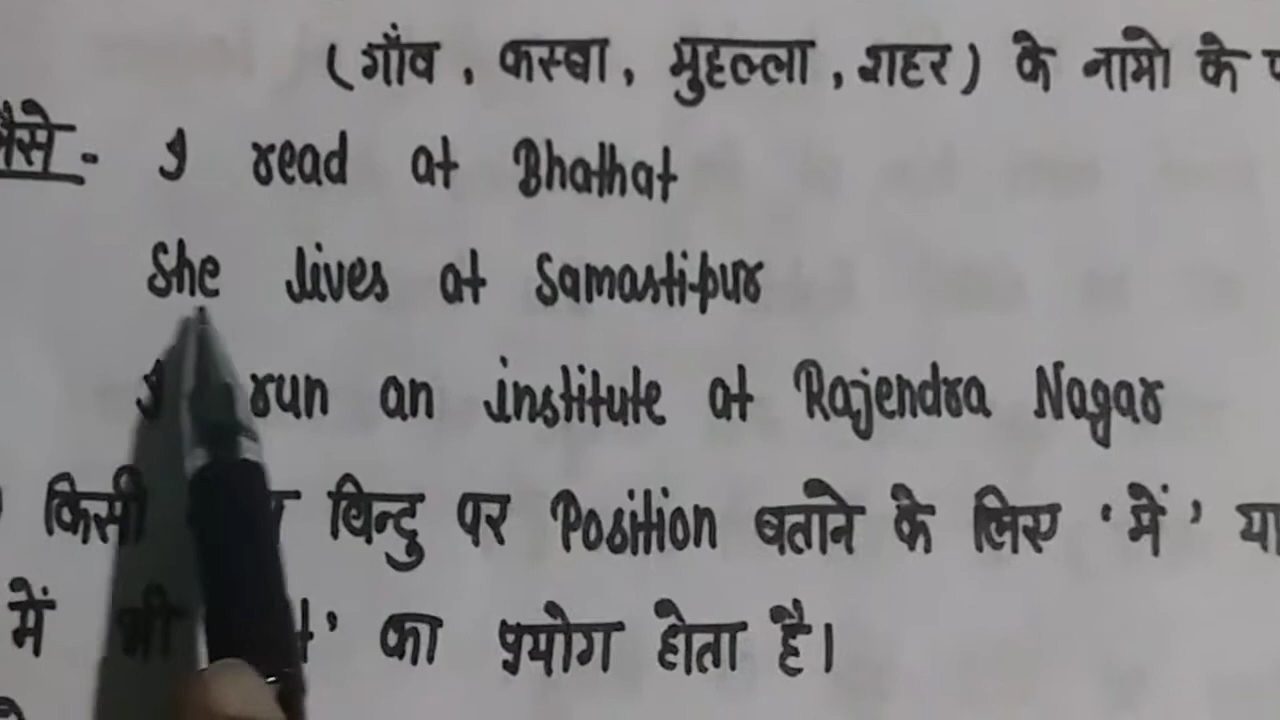 (गाँव , कस्बा , मुहल्ला , शहर) के नामो के
जैसे - I read at Bhathat
She lives at Samastipur
I run an institute at Rajendra Nagar
किसी बिन्दु पर Position बताने के लिए 'में' या
में भी का प्रयोग होता है।